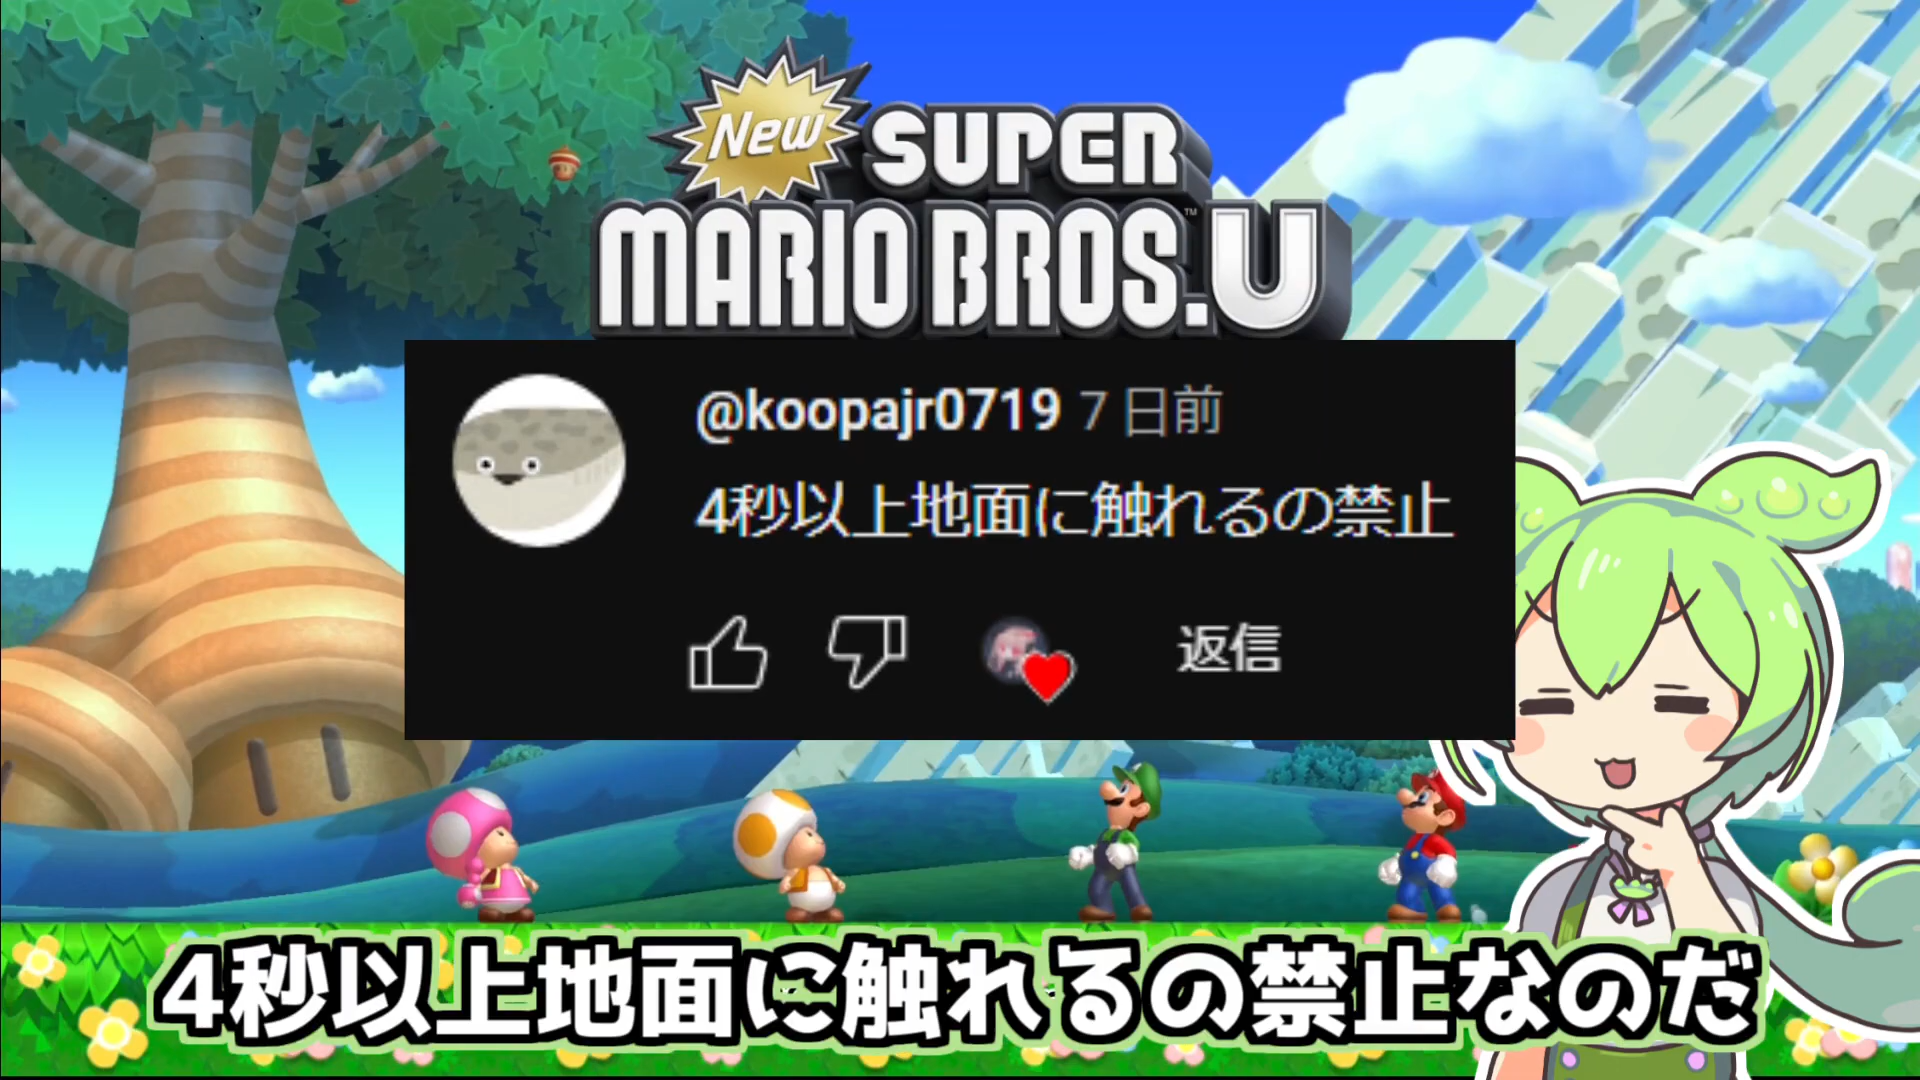 New SUPER
MARIO BROS.U
™
@koopajr0719 7 日前
4秒以上地面に触れるの禁止
返信
4秒以上地面に触れるの禁止なのだ